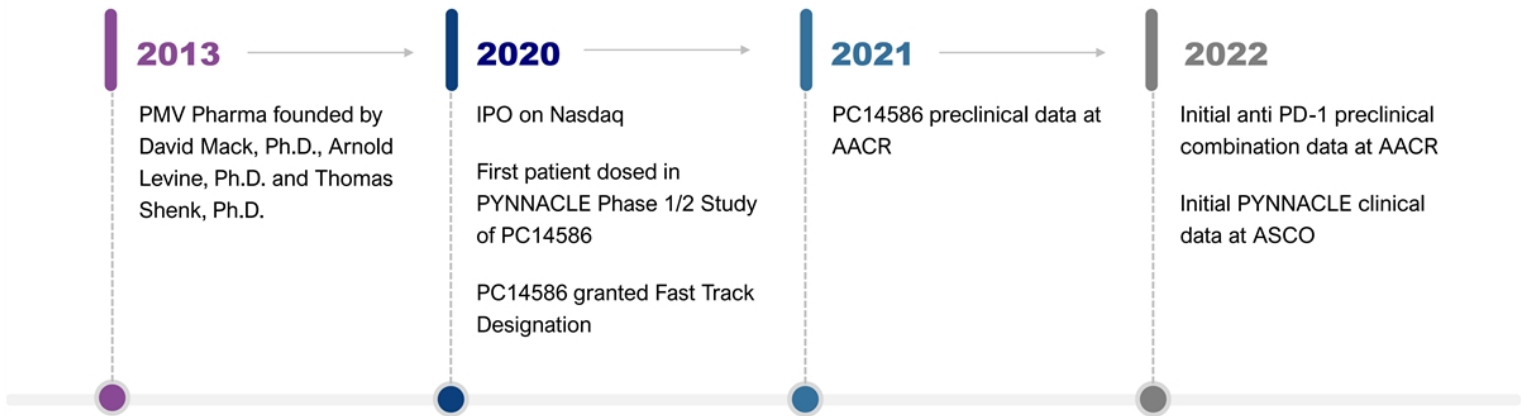 2013
PMV Pharma founded by
David Mack, Ph.D., Arnold
Levine, Ph.D. and Thomas
Shenk, Ph.D.
2020
IPO on Nasdaq
First patient dosed in
PYNNACLE Phase 1/2 Study
of PC14586
PC14586 granted Fast Track
Designation
2021
PC14586 preclinical data at
AACR
2022
Initial anti PD-1 preclinical
combination data at AACR
Initial PYNNACLE clinical
data at ASCO